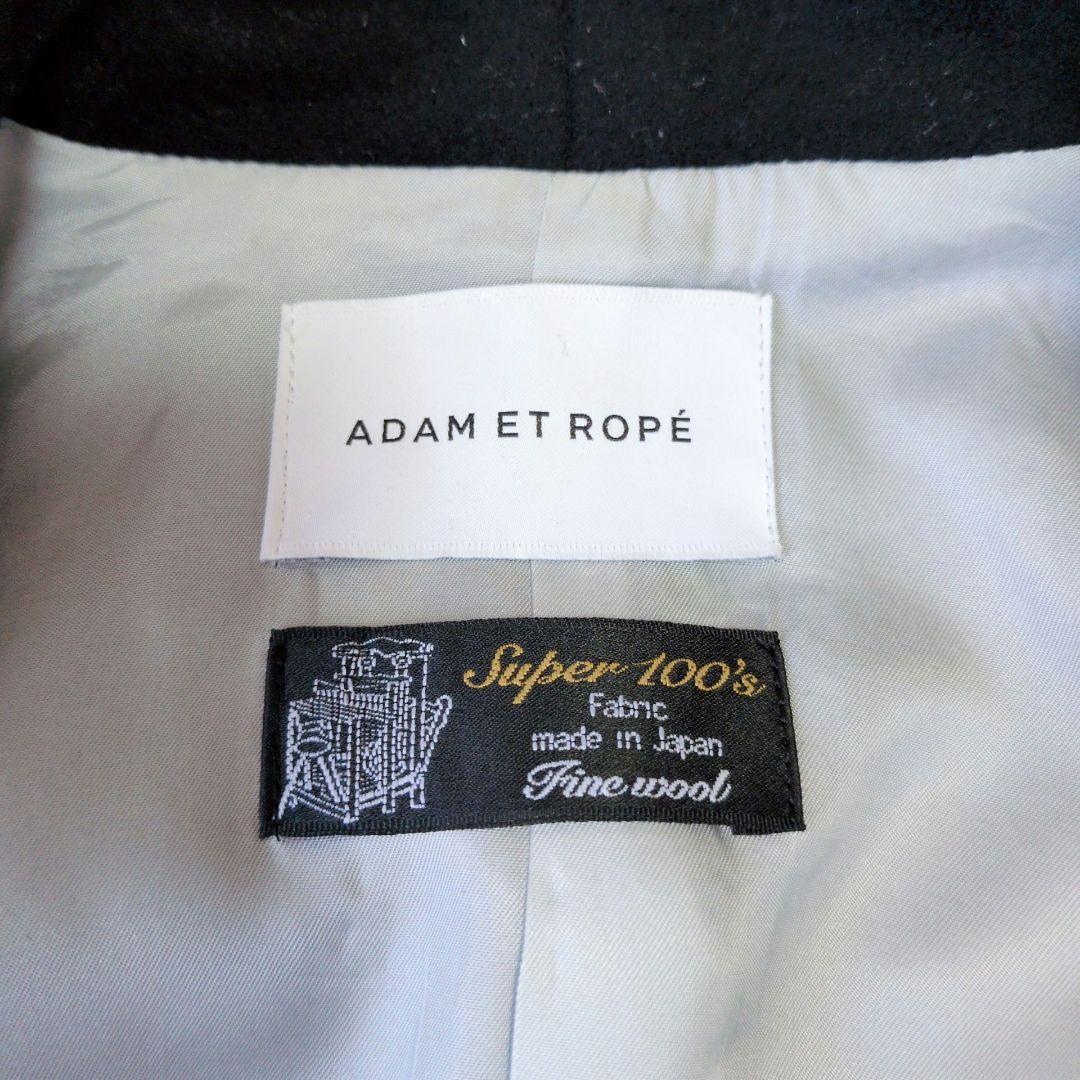 ADAM ET ROPÉ
Super 100's
Fabric
made in Japan
Fine wool